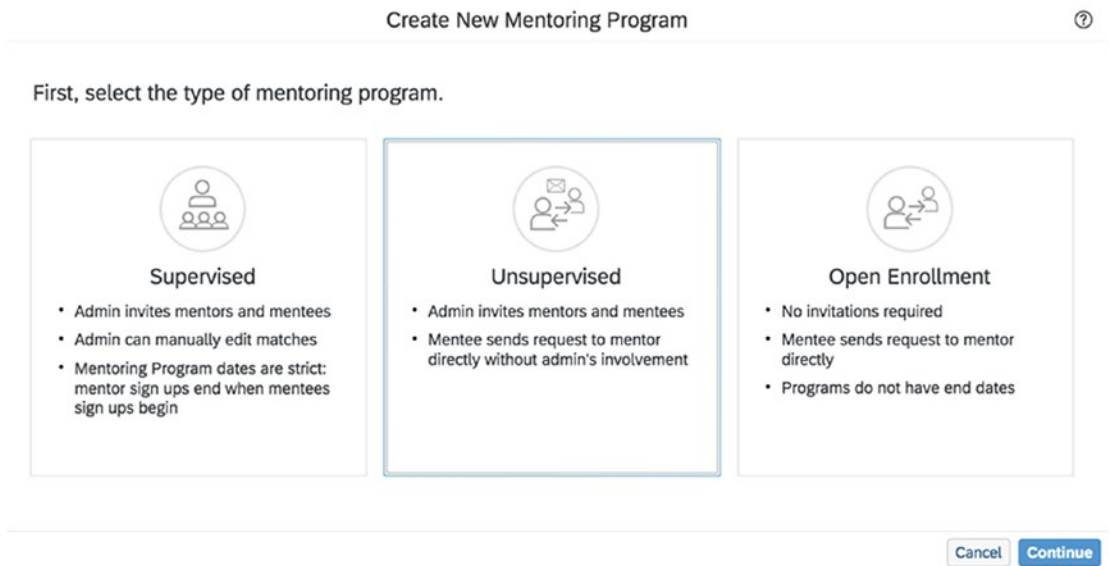 Create New Mentoring Program
First, select the type of mentoring program.
Supervised
• Admin invites mentors and mentees
• Admin can manually edit matches
• Mentoring Program dates are strict:
mentor sign ups end when mentees
sign ups begin
Unsupervised
• Admin invites mentors and mentees
• Mentee sends request to mentor
directly without admin's involvement
Open Enrollment
• No invitations required
• Mentee sends request to mentor
directly
• Programs do not have end dates
Cancel
Continue